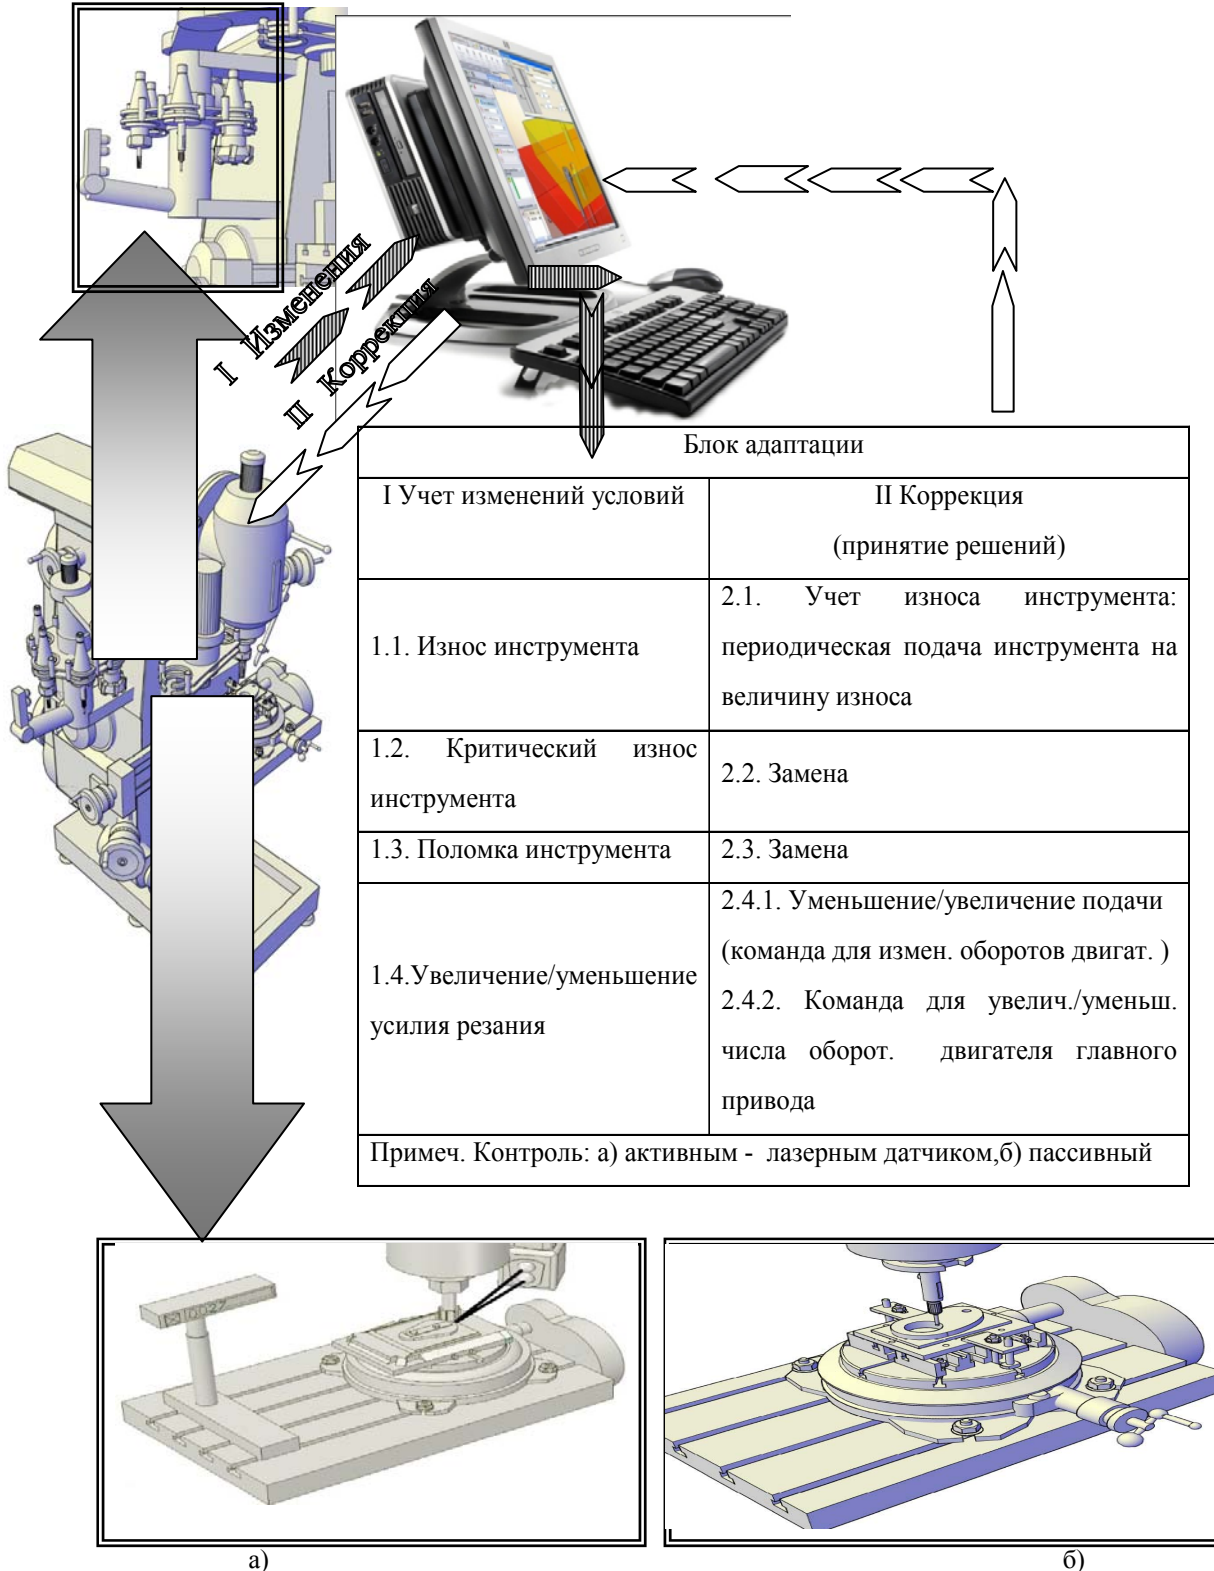 I Изменения
II Коррекция
Блок адаптации
I Учет изменений условий
II Коррекция
(принятие решений)
1.1. Износ инструмента
2.1. Учет износа инструмента:
периодическая подача инструмента на
величину износа
1.2. Критический износ
инструмента
2.2. Замена
1.3. Поломка инструмента
2.3. Замена
1.4.Увеличение/уменьшение
усилия резания
2.4.1. Уменьшение/увеличение подачи
(команда для измен. оборотов двигат. )
2.4.2. Команда для увелич./уменьш.
числа оборот. двигателя главного
привода
Примеч. Контроль: а) активным - лазерным датчиком,б) пассивный
0027
а)
б)